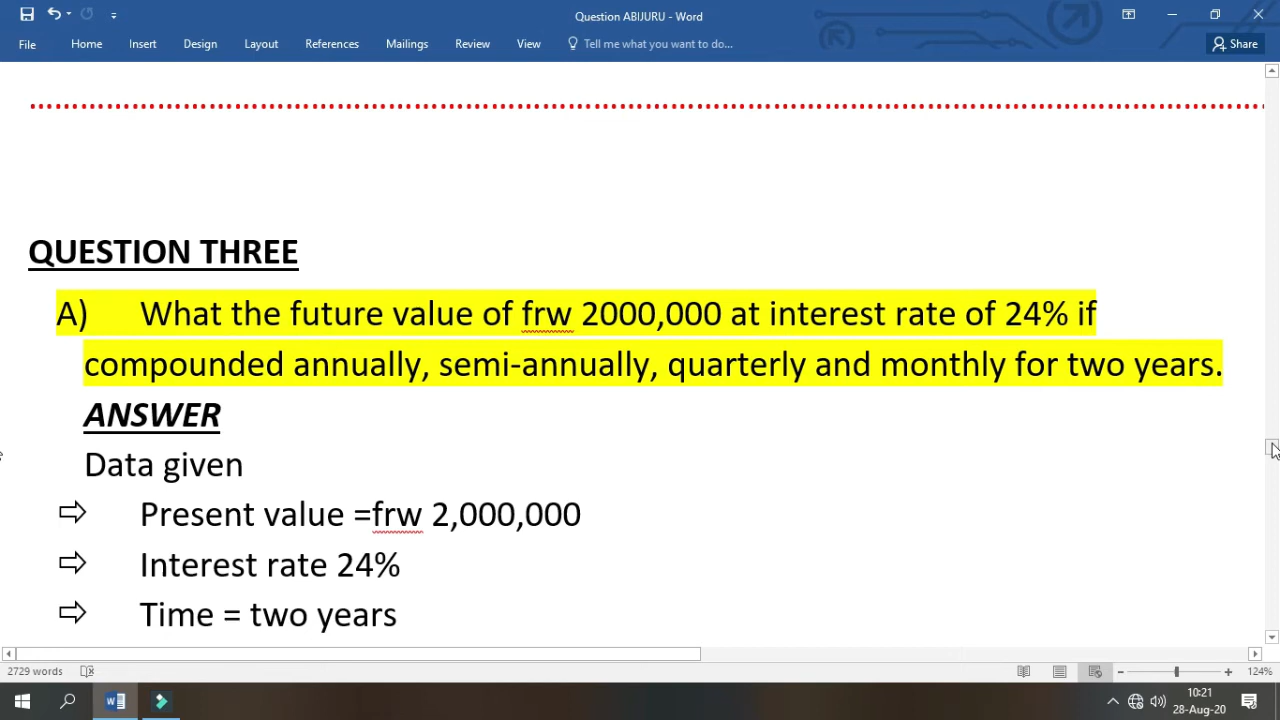 Question ABIJURU - Word
File Home Insert Design Layout References Mailings Review View Tell me what you want to do... Share
QUESTION THREE
A) What the future value of frw 2000,000 at interest rate of 24% if
compounded annually, semi-annually, quarterly and monthly for two years.
ANSWER
Data given
⇨ Present value =frw 2,000,000
⇨ Interest rate 24%
⇨ Time = two years
2729 words 124%
10:21
28-Aug-20